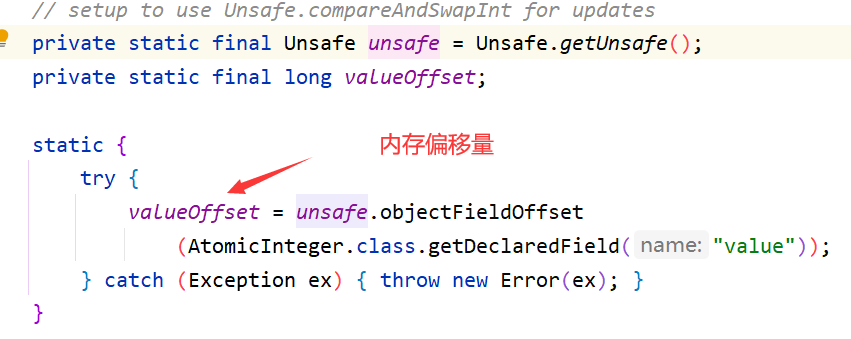 // setup to use Unsafe.compareAndSwapInt for updates
private static final Unsafe unsafe = Unsafe.getUnsafe();
private static final long valueOffset;
static {
内存偏移量
try {
valueOffset = unsafe.objectFieldOffset
(AtomicInteger.class.getDeclaredField( name: "value"));
} catch (Exception ex) { throw new Error(ex); }
}